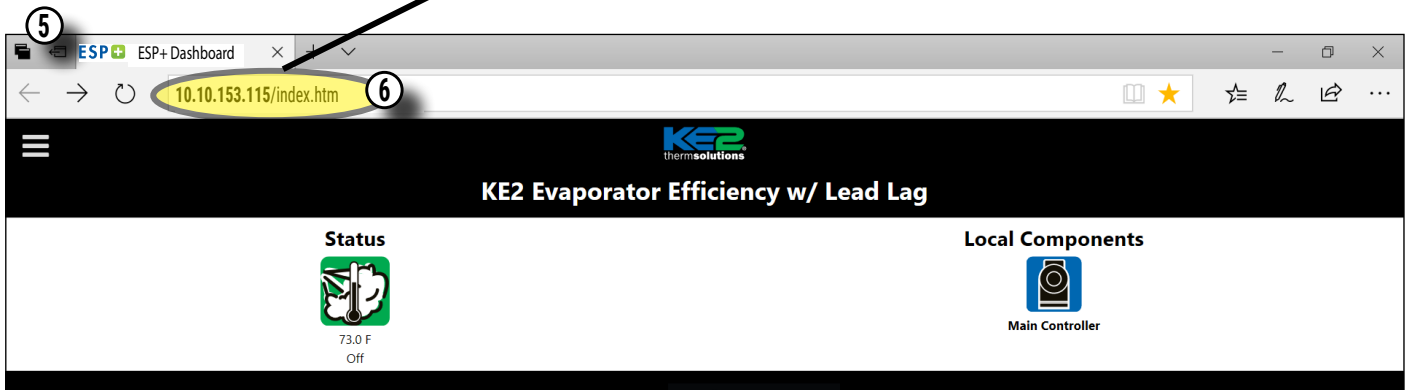 5
ESP+ ESP+ Dashboard
10.10.153.115/index.htm 6
KE2
thermsolutions
KE2 Evaporator Efficiency w/ Lead Lag
Status Local Components
Main Controller
73.0 F
Off